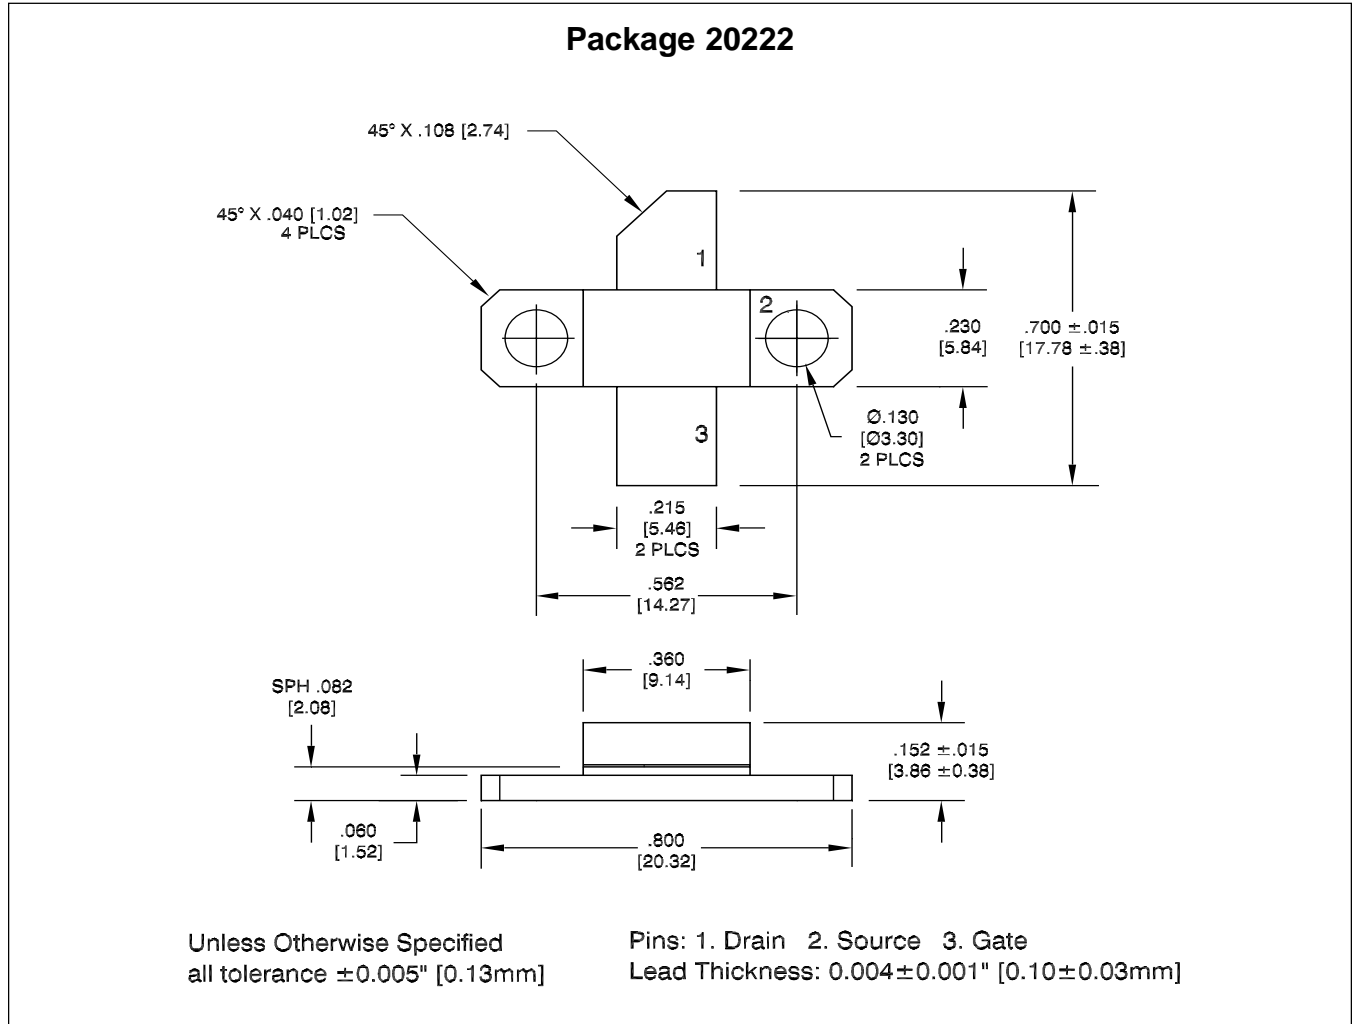 Package 20222
45° X .108 [2.74]
45° X .040 [1.02]
4 PLCS
1
2
.230
[5.84]
.700 ±.015
[17.78 ±.38]
Ø.130
[Ø3.30]
2 PLCS
3
.215
[5.46]
2 PLCS
.562
[14.27]
.360
[9.14]
SPH .082
[2.08]
.152 ±.015
[3.86 ±0.38]
.060
[1.52]
.800
[20.32]
Unless Otherwise Specified
all tolerance ±0.005" [0.13mm]
Pins: 1. Drain 2. Source 3. Gate
Lead Thickness: 0.004±0.001" [0.10±0.03mm]